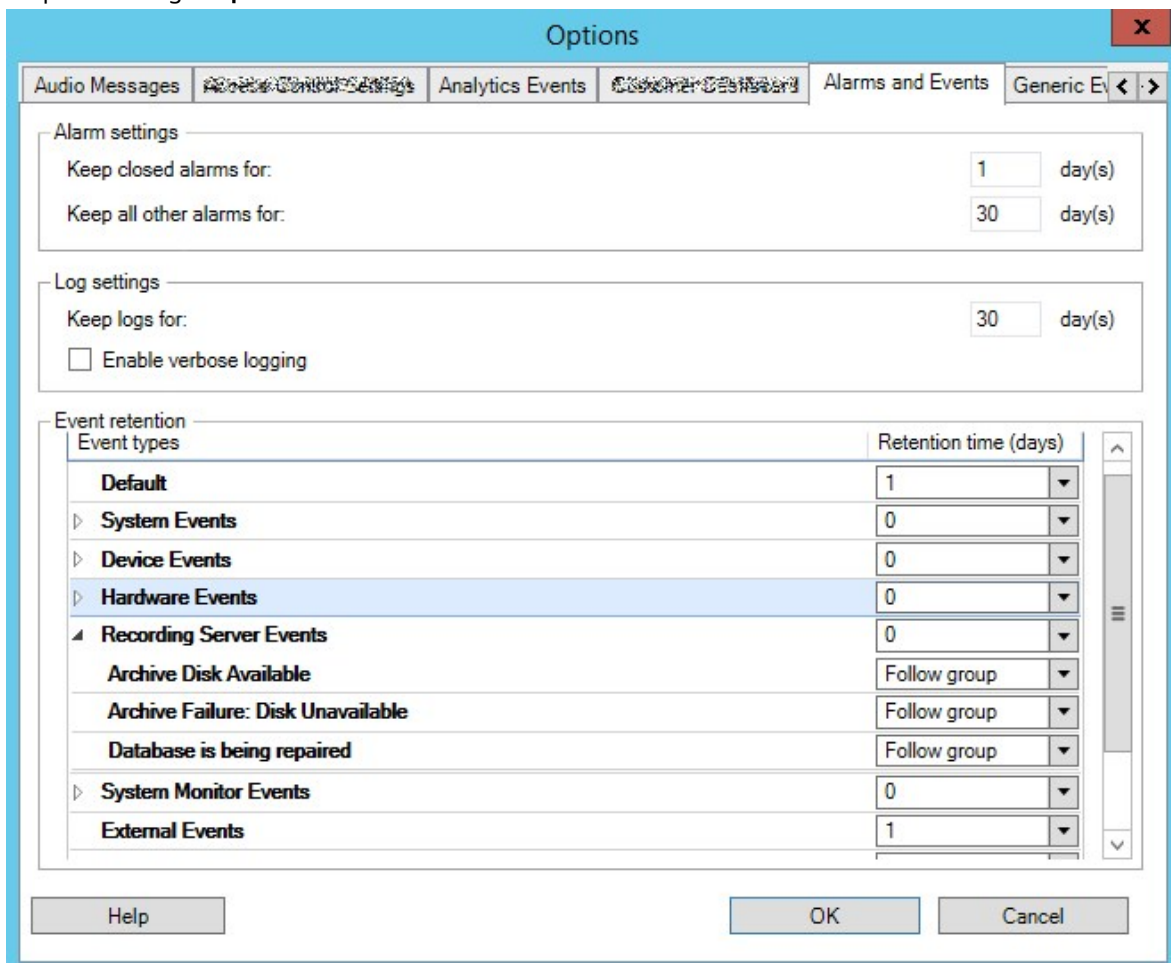 Options
x
Audio Messages Analytics Events Alarms and Events Generic Ev
Alarm settings
Keep closed alarms for: 1 day(s)
Keep all other alarms for: 30 day(s)
Log settings
Keep logs for: 30 day(s)
Enable verbose logging
Event retention
Event types Retention time (days)
Default 1
System Events 0
Device Events 0
Hardware Events 0
Recording Server Events 0
Archive Disk Available Follow group
Archive Failure: Disk Unavailable Follow group
Database is being repaired Follow group
System Monitor Events 0
External Events 1
Help OK Cancel